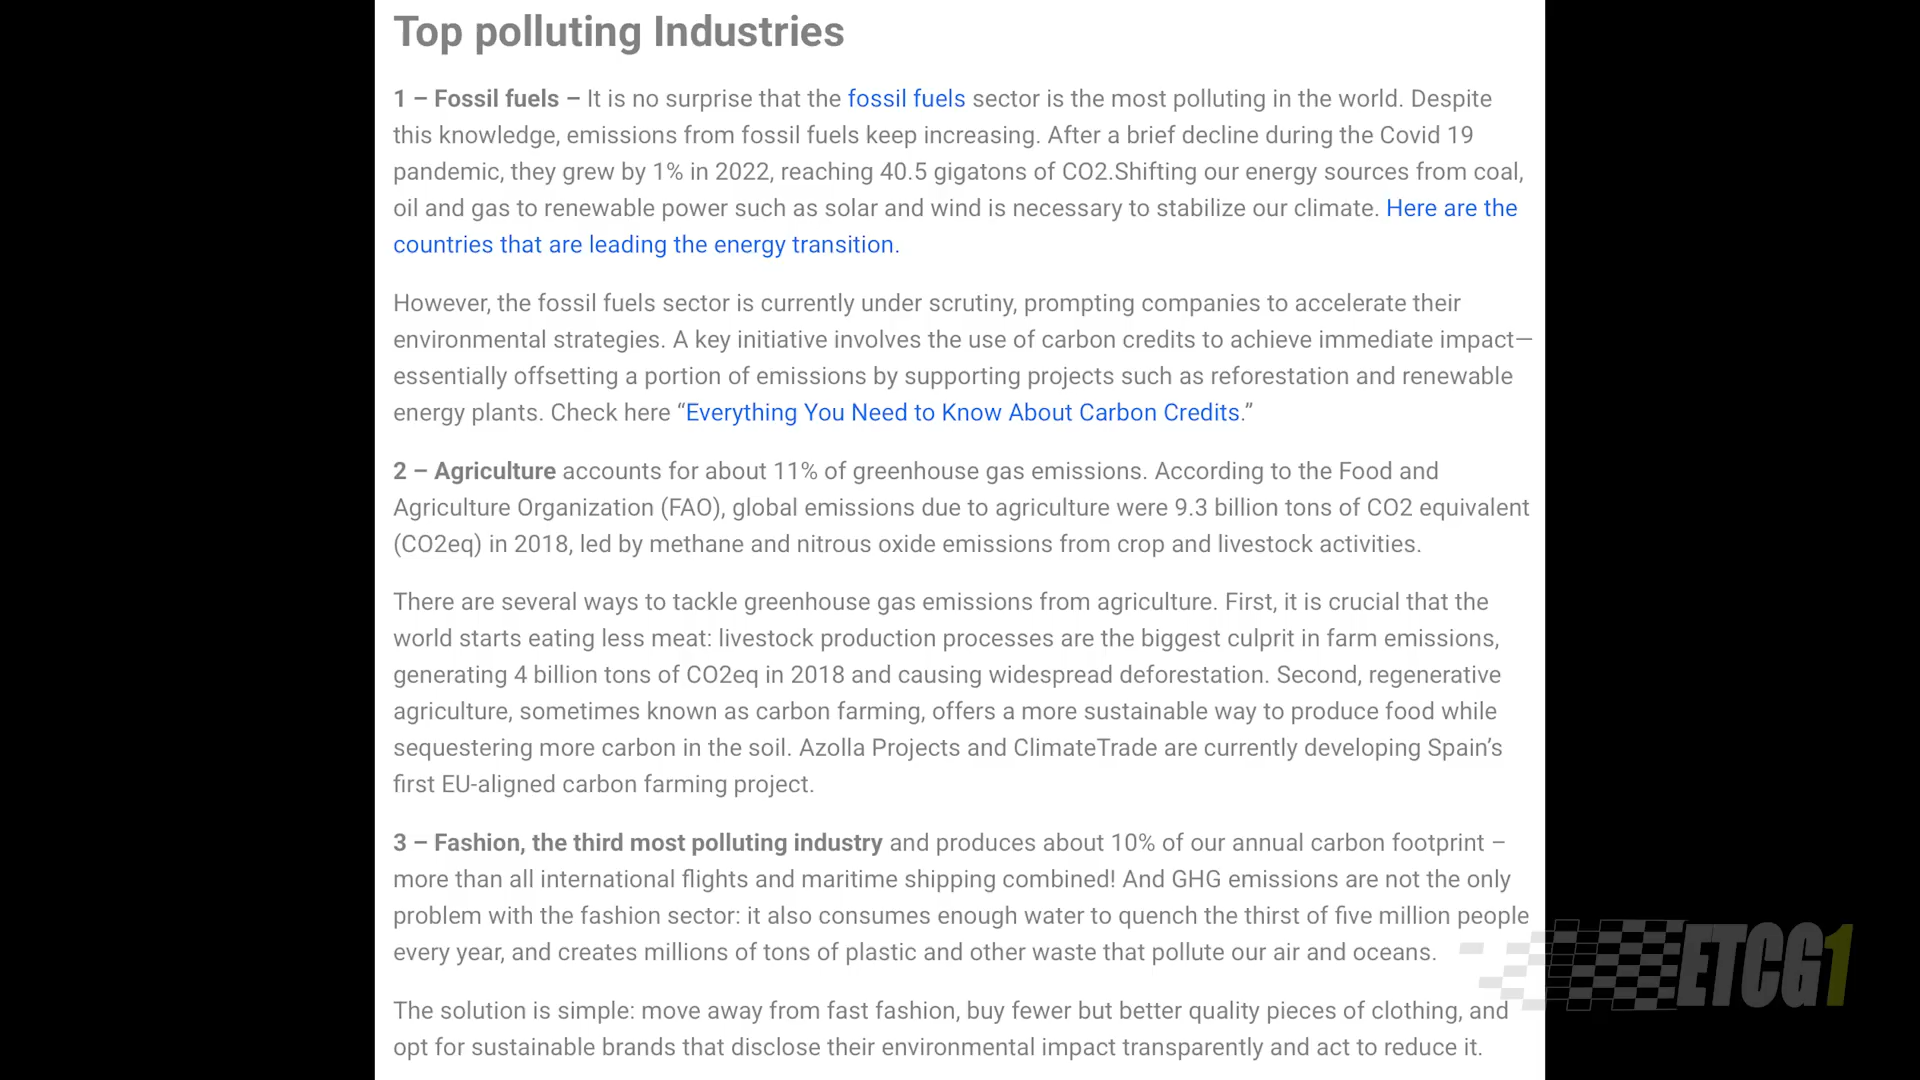 Top polluting Industries
1 – Fossil fuels – It is no surprise that the fossil fuels sector is the most polluting in the world. Despite
this knowledge, emissions from fossil fuels keep increasing. After a brief decline during the Covid 19
pandemic, they grew by 1% in 2022, reaching 40.5 gigatons of CO2.Shifting our energy sources from coal,
oil and gas to renewable power such as solar and wind is necessary to stabilize our climate. Here are the
countries that are leading the energy transition.
However, the fossil fuels sector is currently under scrutiny, prompting companies to accelerate their
environmental strategies. A key initiative involves the use of carbon credits to achieve immediate impact—
essentially offsetting a portion of emissions by supporting projects such as reforestation and renewable
energy plants. Check here “Everything You Need to Know About Carbon Credits.”
2 – Agriculture accounts for about 11% of greenhouse gas emissions. According to the Food and
Agriculture Organization (FAO), global emissions due to agriculture were 9.3 billion tons of CO2 equivalent
(CO2eq) in 2018, led by methane and nitrous oxide emissions from crop and livestock activities.
There are several ways to tackle greenhouse gas emissions from agriculture. First, it is crucial that the
world starts eating less meat: livestock production processes are the biggest culprit in farm emissions,
generating 4 billion tons of CO2eq in 2018 and causing widespread deforestation. Second, regenerative
agriculture, sometimes known as carbon farming, offers a more sustainable way to produce food while
sequestering more carbon in the soil. Azolla Projects and ClimateTrade are currently developing Spain’s
first EU-aligned carbon farming project.
3 – Fashion, the third most polluting industry and produces about 10% of our annual carbon footprint –
more than all international flights and maritime shipping combined! And GHG emissions are not the only
problem with the fashion sector: it also consumes enough water to quench the thirst of five million people
every year, and creates millions of tons of plastic and other waste that pollute our air and oceans.
ETCG1
The solution is simple: move away from fast fashion, buy fewer but better quality pieces of clothing, and
opt for sustainable brands that disclose their environmental impact transparently and act to reduce it.